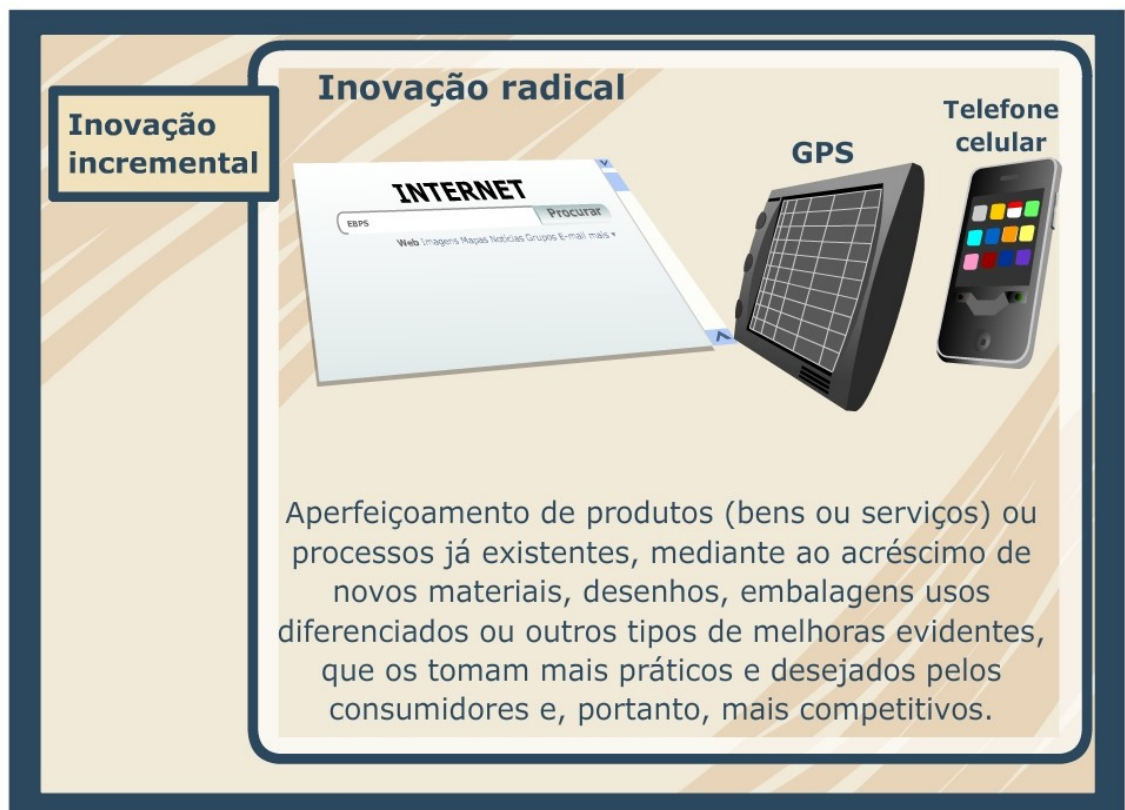 Inovação radical
Inovação
incremental
Telefone
celular
GPS
INTERNET
EBPS
Procurar
Web Imagens Mapas Notícias Grupos E-mail mais ▾
Aperfeiçoamento de produtos (bens ou serviços) ou
processos já existentes, mediante ao acréscimo de
novos materiais, desenhos, embalagens usos
diferenciados ou outros tipos de melhoras evidentes,
que os tomam mais práticos e desejados pelos
consumidores e, portanto, mais competitivos.